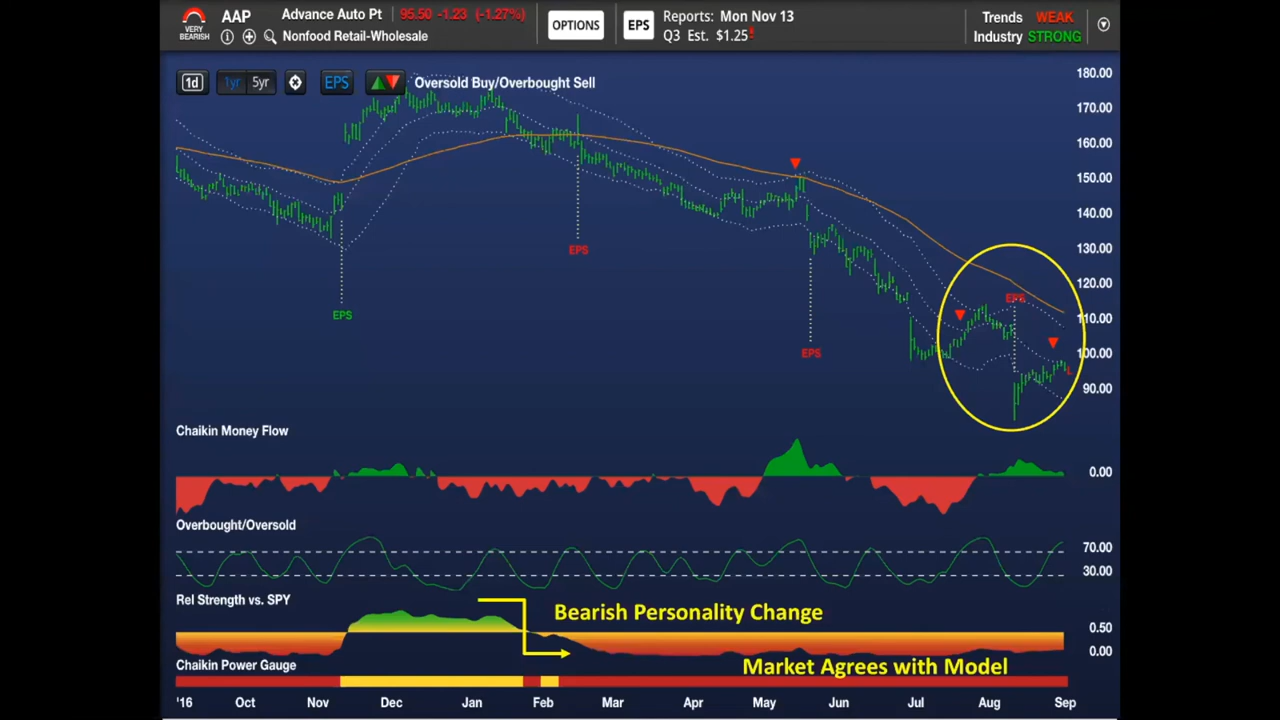 VERY
BEARISH
AAP
Advance Auto Pt
95.50 -1.23 (-1.27%)
Nonfood Retail-Wholesale
OPTIONS
EPS
Reports: Mon Nov 13
Q3 Est. $1.25
Trends WEAK
Industry STRONG
1d
1yr
5yr
EPS
Oversold Buy/Overbought Sell
180.00
170.00
160.00
150.00
140.00
130.00
120.00
110.00
100.00
90.00
EPS
EPS
EPS
EPS
L
Chaikin Money Flow
0.00
Overbought/Oversold
70.00
30.00
Rel Strength vs. SPY
Bearish Personality Change
0.50
0.00
Chaikin Power Gauge
Market Agrees with Model
'16 Oct Nov Dec Jan Feb Mar Apr May Jun Jul Aug Sep